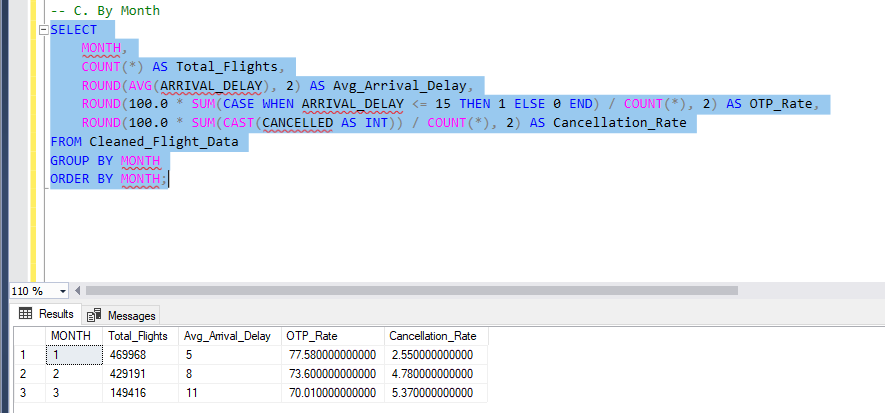 -- C. By Month
SELECT
MONTH,
COUNT(*) AS Total_Flights,
ROUND(AVG(ARRIVAL_DELAY), 2) AS Avg_Arrival_Delay,
ROUND(100.0 * SUM(CASE WHEN ARRIVAL_DELAY <= 15 THEN 1 ELSE 0 END) / COUNT(*), 2) AS OTP_Rate,
ROUND(100.0 * SUM(CAST(CANCELLED AS INT)) / COUNT(*), 2) AS Cancellation_Rate
FROM Cleaned_Flight_Data
GROUP BY MONTH
ORDER BY MONTH;
110 %
Results Messages
MONTH Total_Flights Avg_Arrival_Delay OTP_Rate Cancellation_Rate
1 1 469968 5 77.580000000000 2.550000000000
2 2 429191 8 73.600000000000 4.780000000000
3 3 149416 11 70.010000000000 5.370000000000